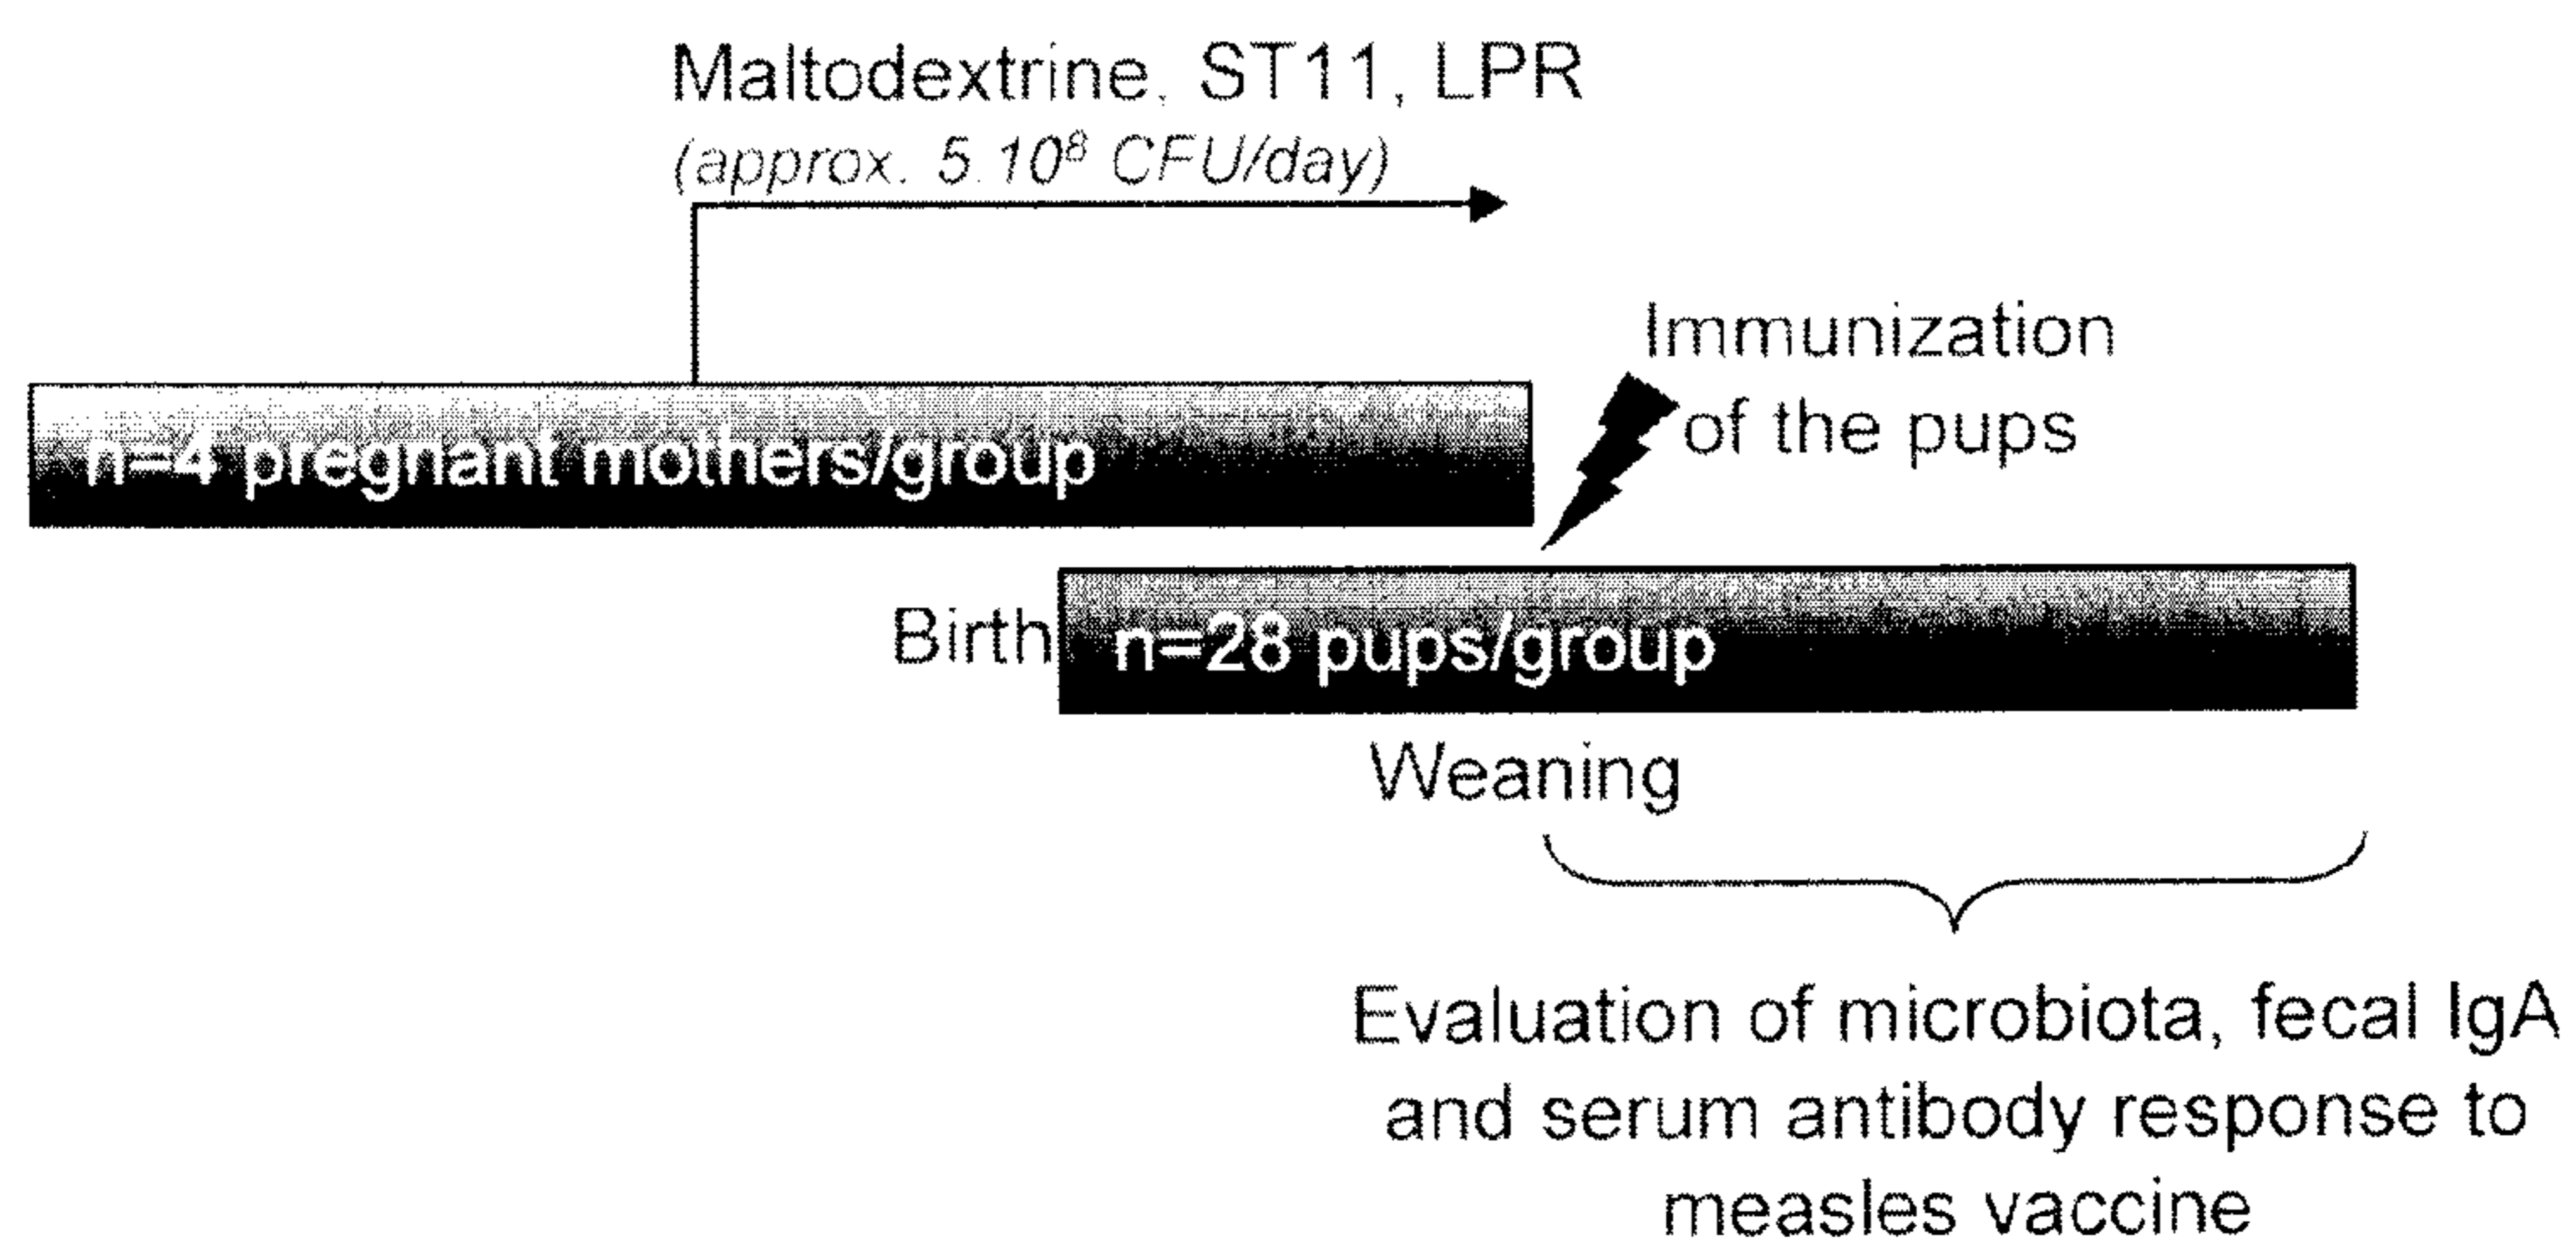 Maltodextrine, ST11, LPR
(approx. 5.10⁸ CFU/day)
Immunization
of the pups
n=4 pregnant mothers/group
Birth
n=28 pups/group
Weaning
Evaluation of microbiota, fecal IgA
and serum antibody response to
measles vaccine